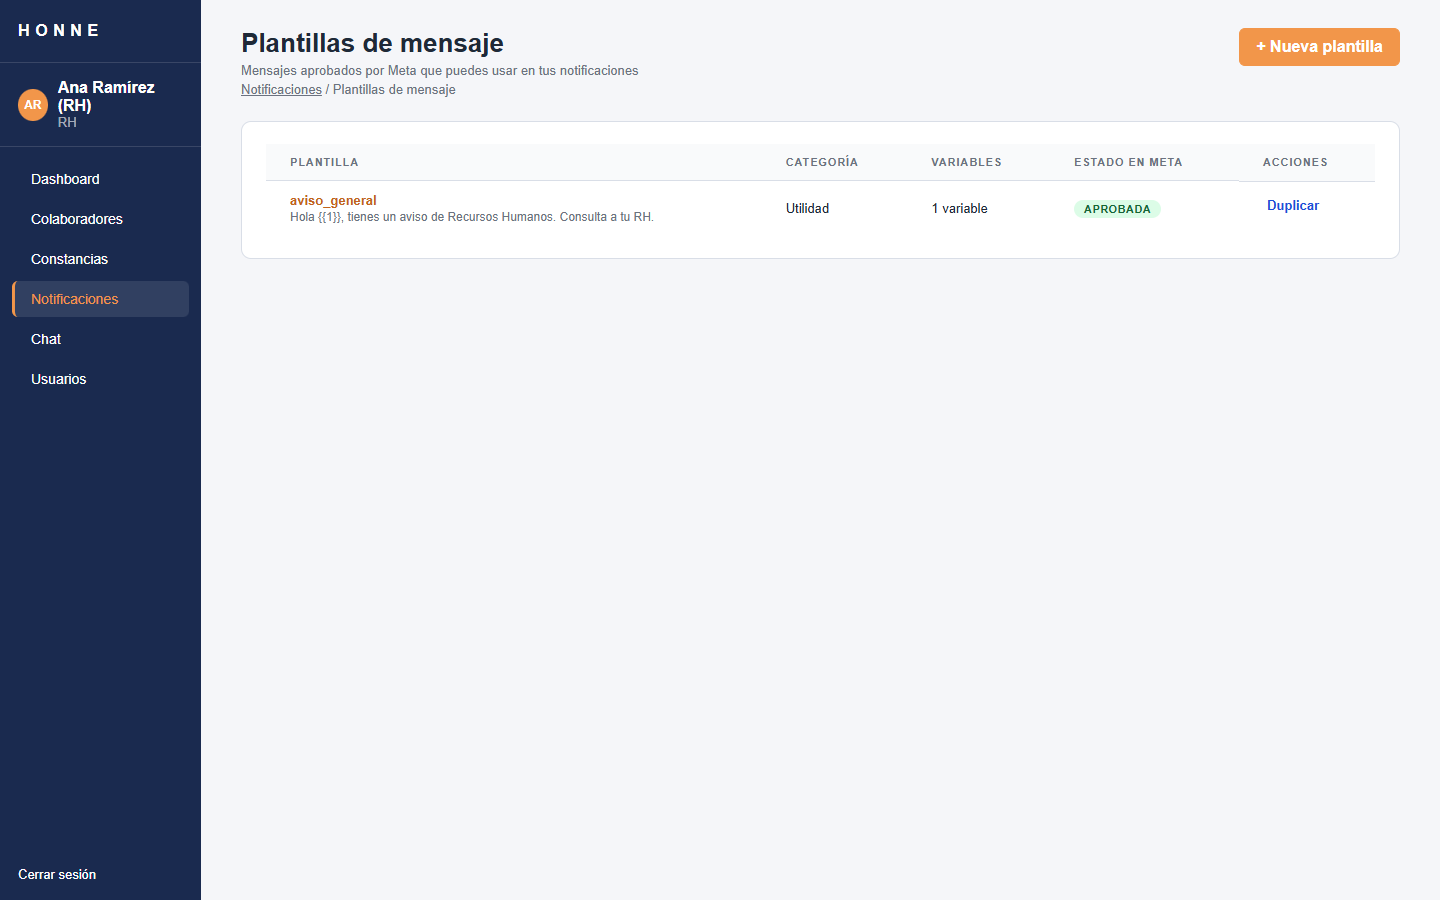 HONNE
AR
Ana Ramírez
(RH)
RH
Dashboard
Colaboradores
Constancias
Notificaciones
Chat
Usuarios
Cerrar sesión
Plantillas de mensaje
Mensajes aprobados por Meta que puedes usar en tus notificaciones
Notificaciones / Plantillas de mensaje
+ Nueva plantilla
PLANTILLA CATEGORÍA VARIABLES ESTADO EN META ACCIONES
aviso_general
Hola {{1}}, tienes un aviso de Recursos Humanos. Consulta a tu RH.
Utilidad 1 variable APROBADA Duplicar